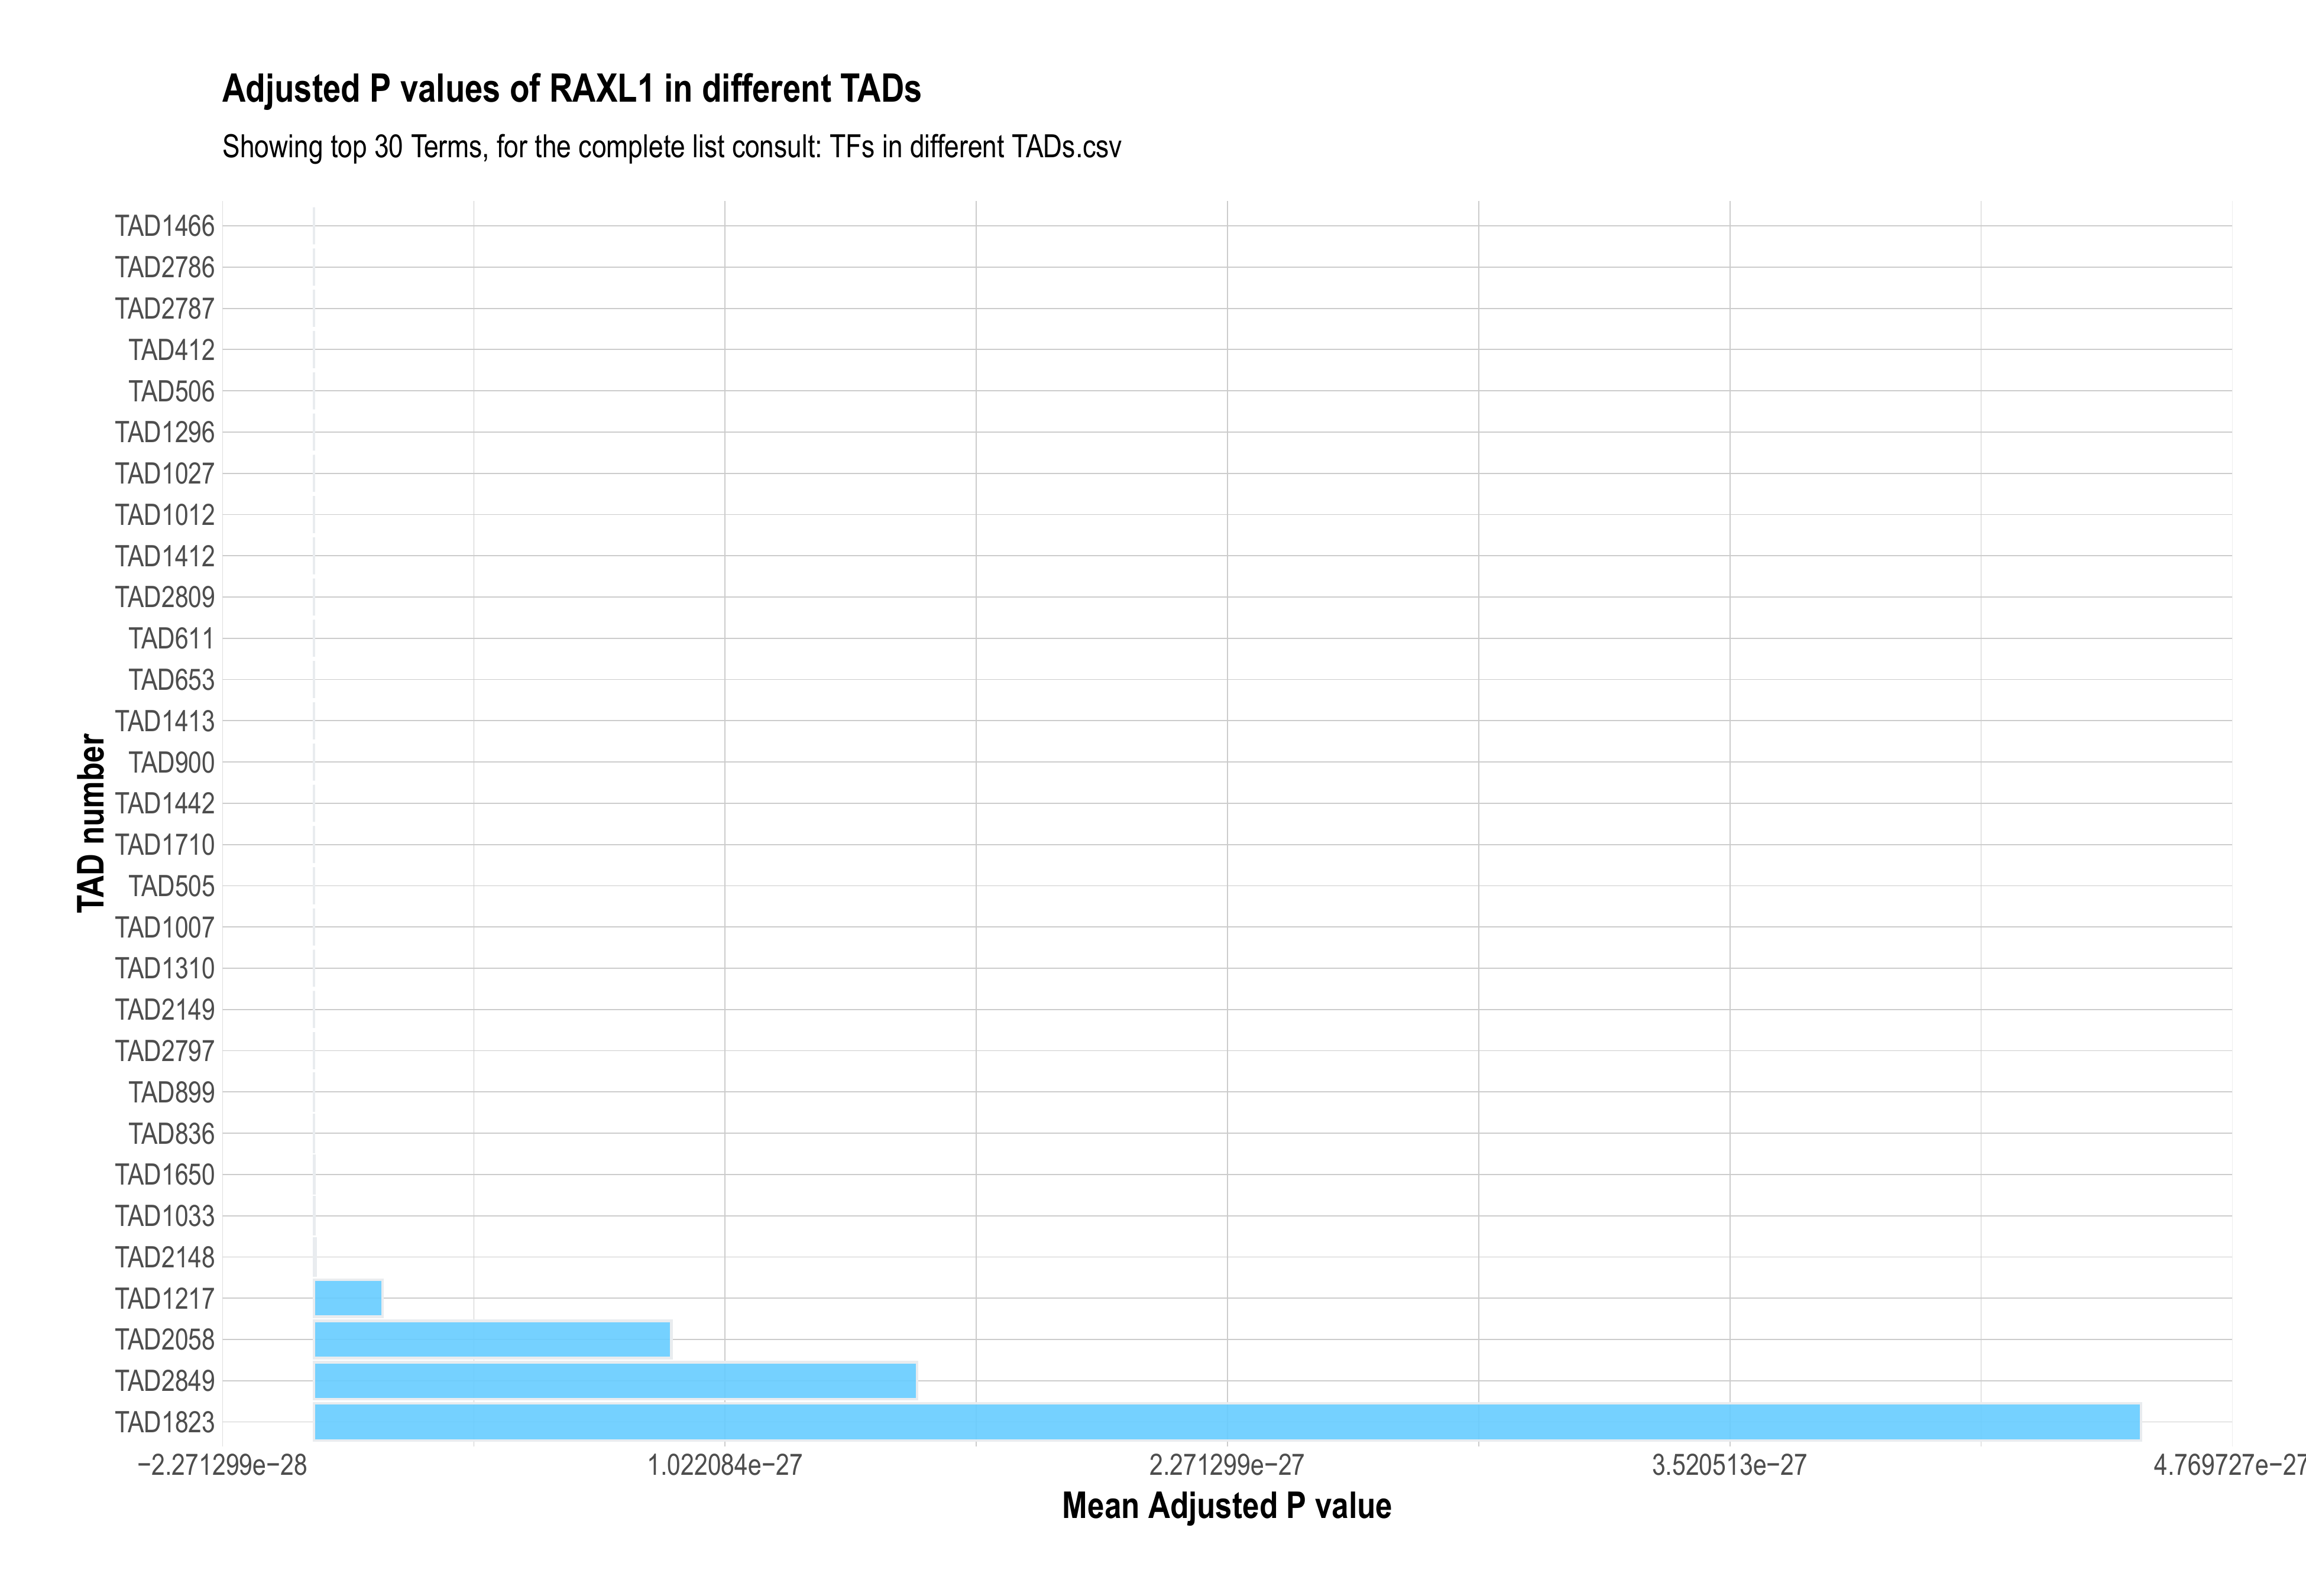 Adjusted P values of RAXL1 in different TADs
Showing top 30 Terms, for the complete list consult: TFs in different TADs.csv
TAD1466
TAD2786
TAD2787
TAD412
TAD506
TAD1296
TAD1027
TAD1012
TAD1412
TAD2809
TAD611
TAD653
TAD1413
TAD900
TAD1442
TAD1710
TAD505
TAD1007
TAD1310
TAD2149
TAD2797
TAD899
TAD836
TAD1650
TAD1033
TAD2148
TAD1217
TAD2058
TAD2849
TAD1823
TAD number
−2.271299e−28 1.022084e−27 2.271299e−27 3.520513e−27 4.769727e−27
Mean Adjusted P value